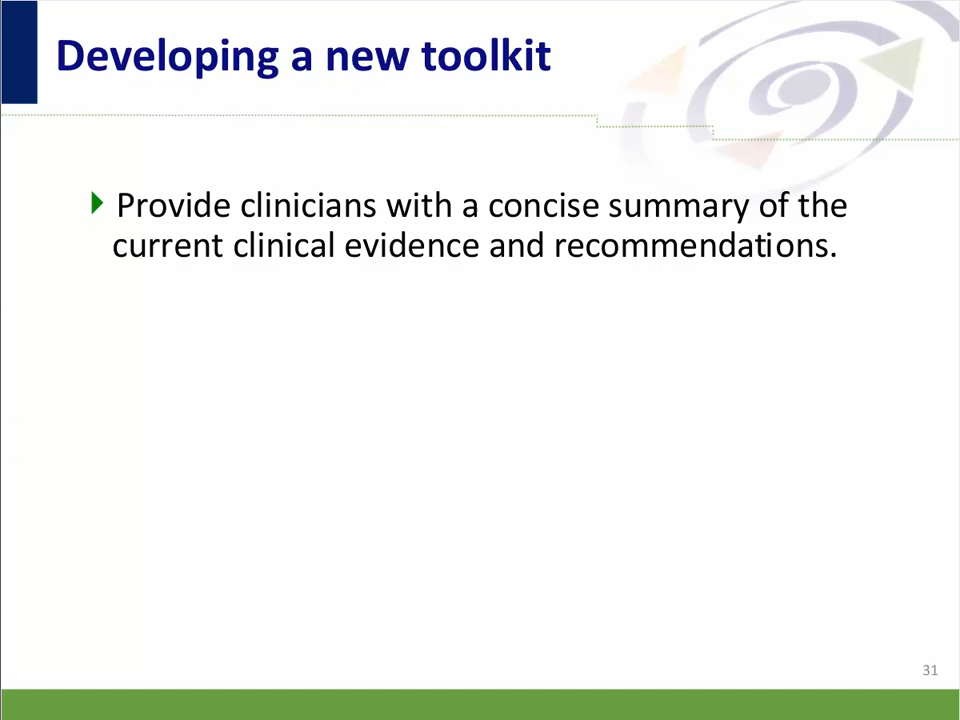 Developing a new toolkit
Provide clinicians with a concise summary of the
current clinical evidence and recommendations.
31